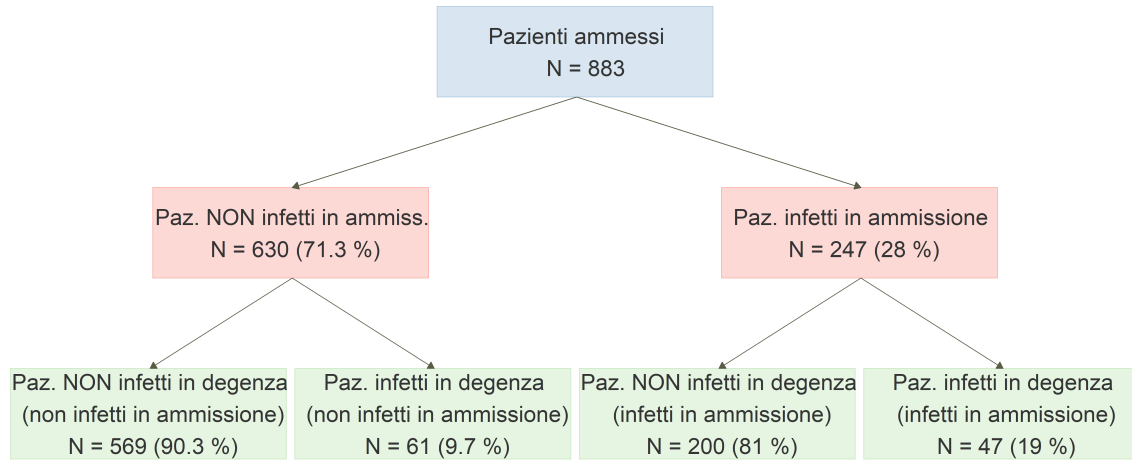 Pazienti ammessi
N = 883
Paz. NON infetti in ammiss.
N = 630 (71.3 %)
Paz. infetti in ammissione
N = 247 (28 %)
Paz. NON infetti in degenza
(non infetti in ammissione)
N = 569 (90.3 %)
Paz. infetti in degenza
(non infetti in ammissione)
N = 61 (9.7 %)
Paz. NON infetti in degenza
(infetti in ammissione)
N = 200 (81 %)
Paz. infetti in degenza
(infetti in ammissione)
N = 47 (19 %)